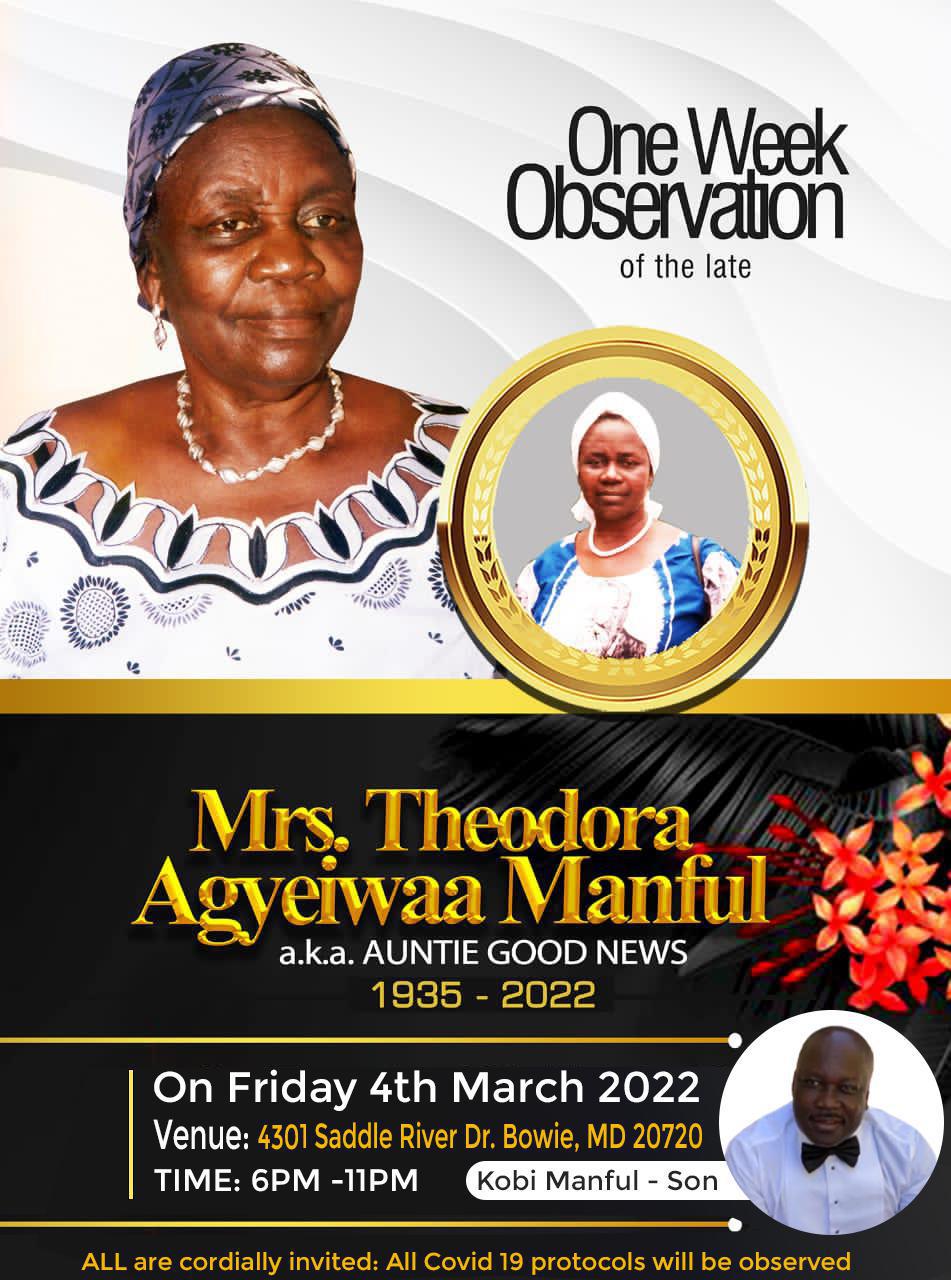 One Week
Observation
of the late
Mrs. Theodora
Agyeiwaa Manful
a.k.a. AUNTIE GOOD NEWS
1935 - 2022
On Friday 4th March 2022
Venue: 4301 Saddle River Dr. Bowie, MD 20720
TIME: 6PM -11PM
Kobi Manful - Son
ALL are cordially invited: All Covid 19 protocols will be observed